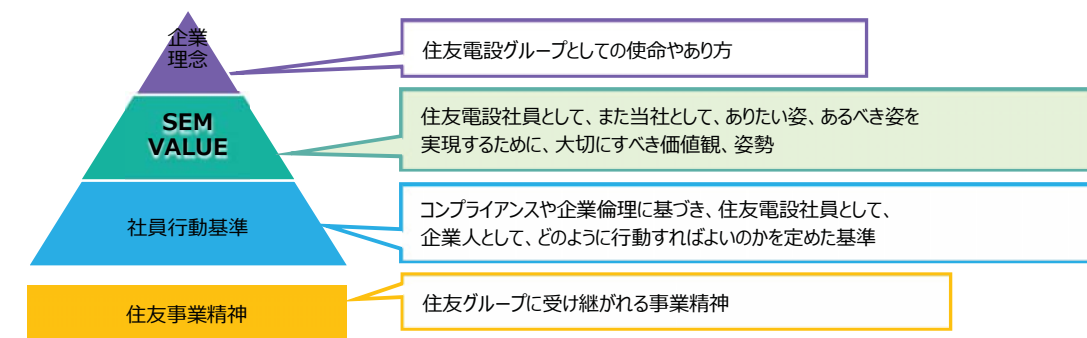 企業
理念
住友電設グループとしての使命やあり方
SEM
VALUE
住友電設社員として、また当社として、ありたい姿、あるべき姿を
実現するために、大切にすべき価値観、姿勢
社員行動基準
コンプライアンスや企業倫理に基づき、住友電設社員として、
企業人として、どのように行動すればよいのかを定めた基準
住友事業精神
住友グループに受け継がれる事業精神